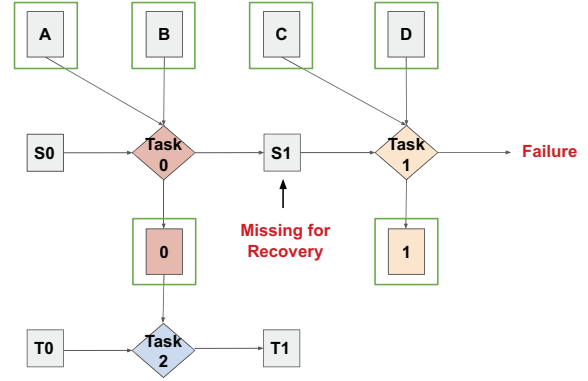 A
B
C
D
S0
Task
0
S1
Task
1
Failure
Missing for
Recovery
0
1
T0
Task
2
T1